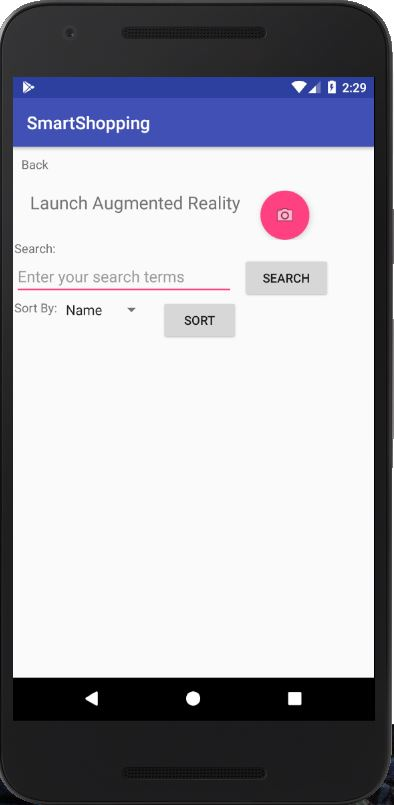 2:29
SmartShopping
Back
Launch Augmented Reality
Search:
Enter your search terms
SEARCH
Sort By: Name
SORT